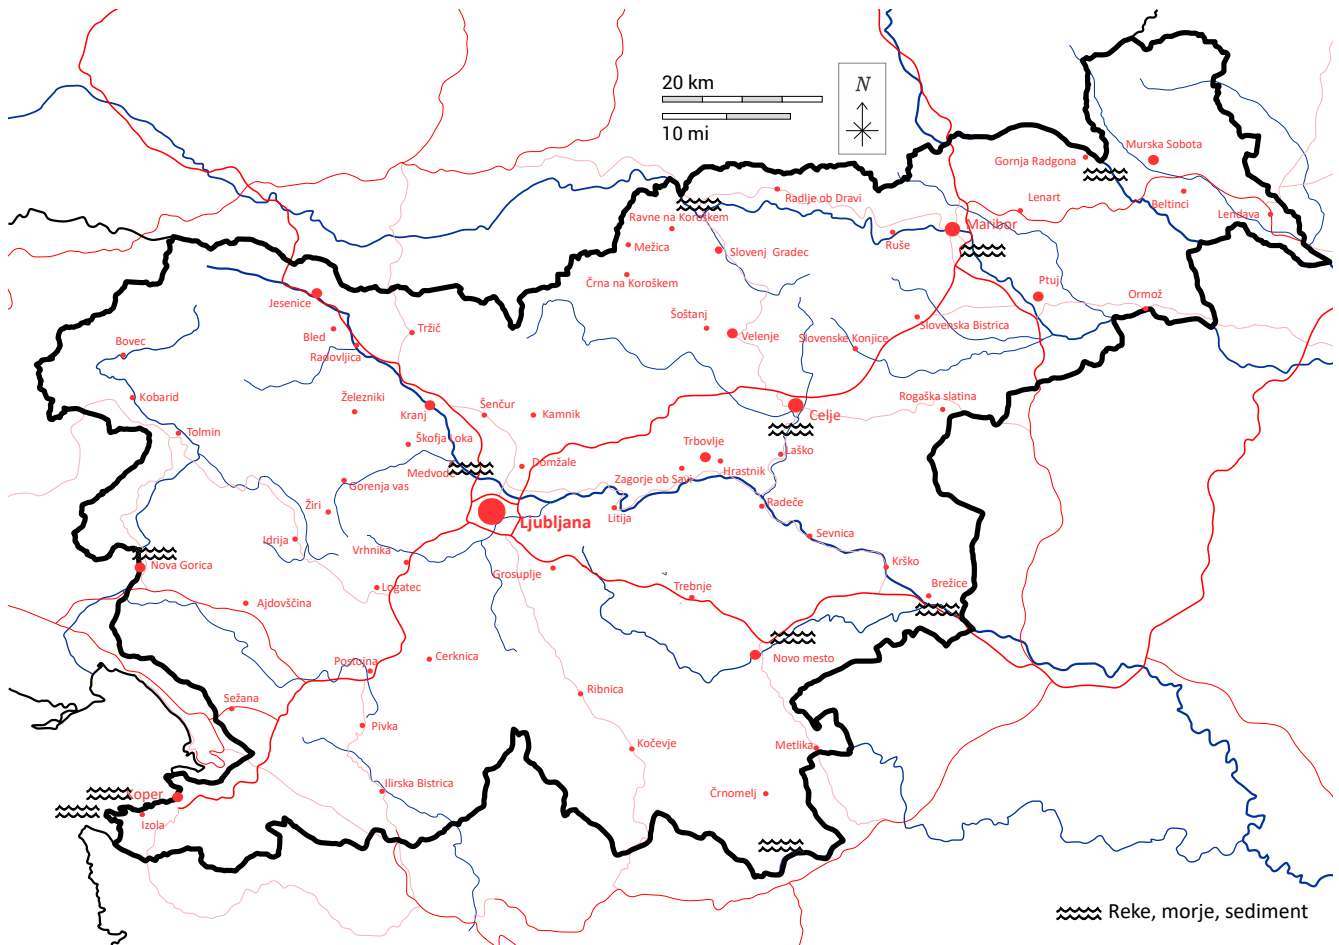 20 km
10 mi
N
Murska Sobota
Gornja Radgona
Radlje ob Dravi
Lenart
Beltinci
Lendava
Ravne na Koroškem
Maribor
Mežica
Ruše
Slovenj Gradec
Črna na Koroškem
Ptuj
Ormož
Jesenice
Šoštanj
Slovenska Bistrica
Tržič
Bled
Velenje
Slovenske Konjice
Bovec
Radovljica
Kobarid
Železniki
Šenčur
Kamnik
Rogaška slatina
Kranj
Celje
Tolmin
Škofja Loka
Trbovlje
Laško
Medvode
Domžale
Hrastnik
Zagorje ob Savi
Gorenja vas
Žiri
Radeče
Litija
Ljubljana
Sevnica
Idrija
Vrhnika
Nova Gorica
Krško
Grosuplje
Logatec
Trebnje
Brežice
Ajdovščina
Postojna
Cerknica
Novo mesto
Ribnica
Sežana
Pivka
Kočevje
Metlika
Ilirska Bistrica
Koper
Črnomelj
Izola
Reke, morje, sediment